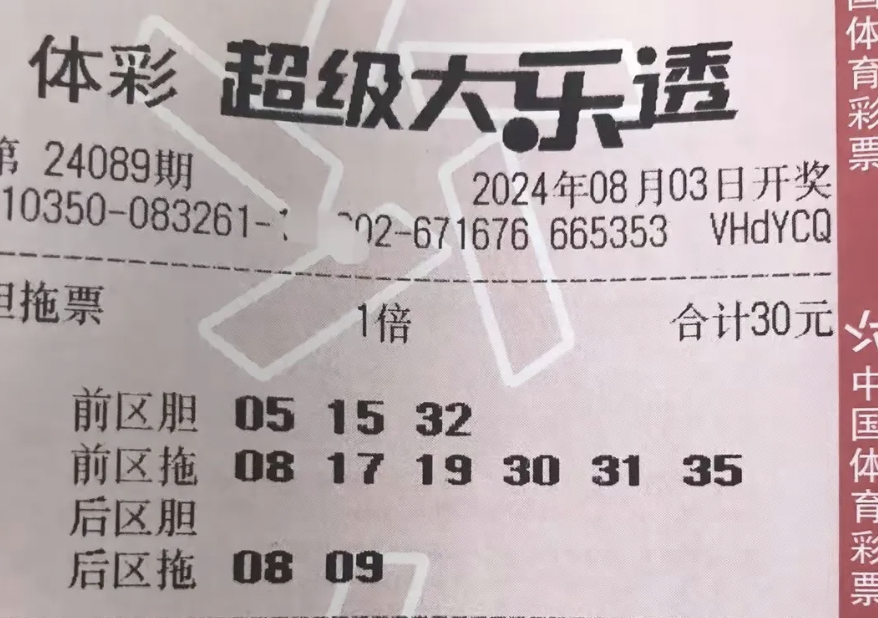 体彩 超级大乐透
第 24089期
2024年08月03日开奖
10350-083261-1 02-671676 665353 VHdYCQ
胆拖票 1倍 合计30元
前区胆 05 15 32
前区拖 08 17 19 30 31 35
后区胆
后区拖 08 09
国体育彩票
中国体育彩票